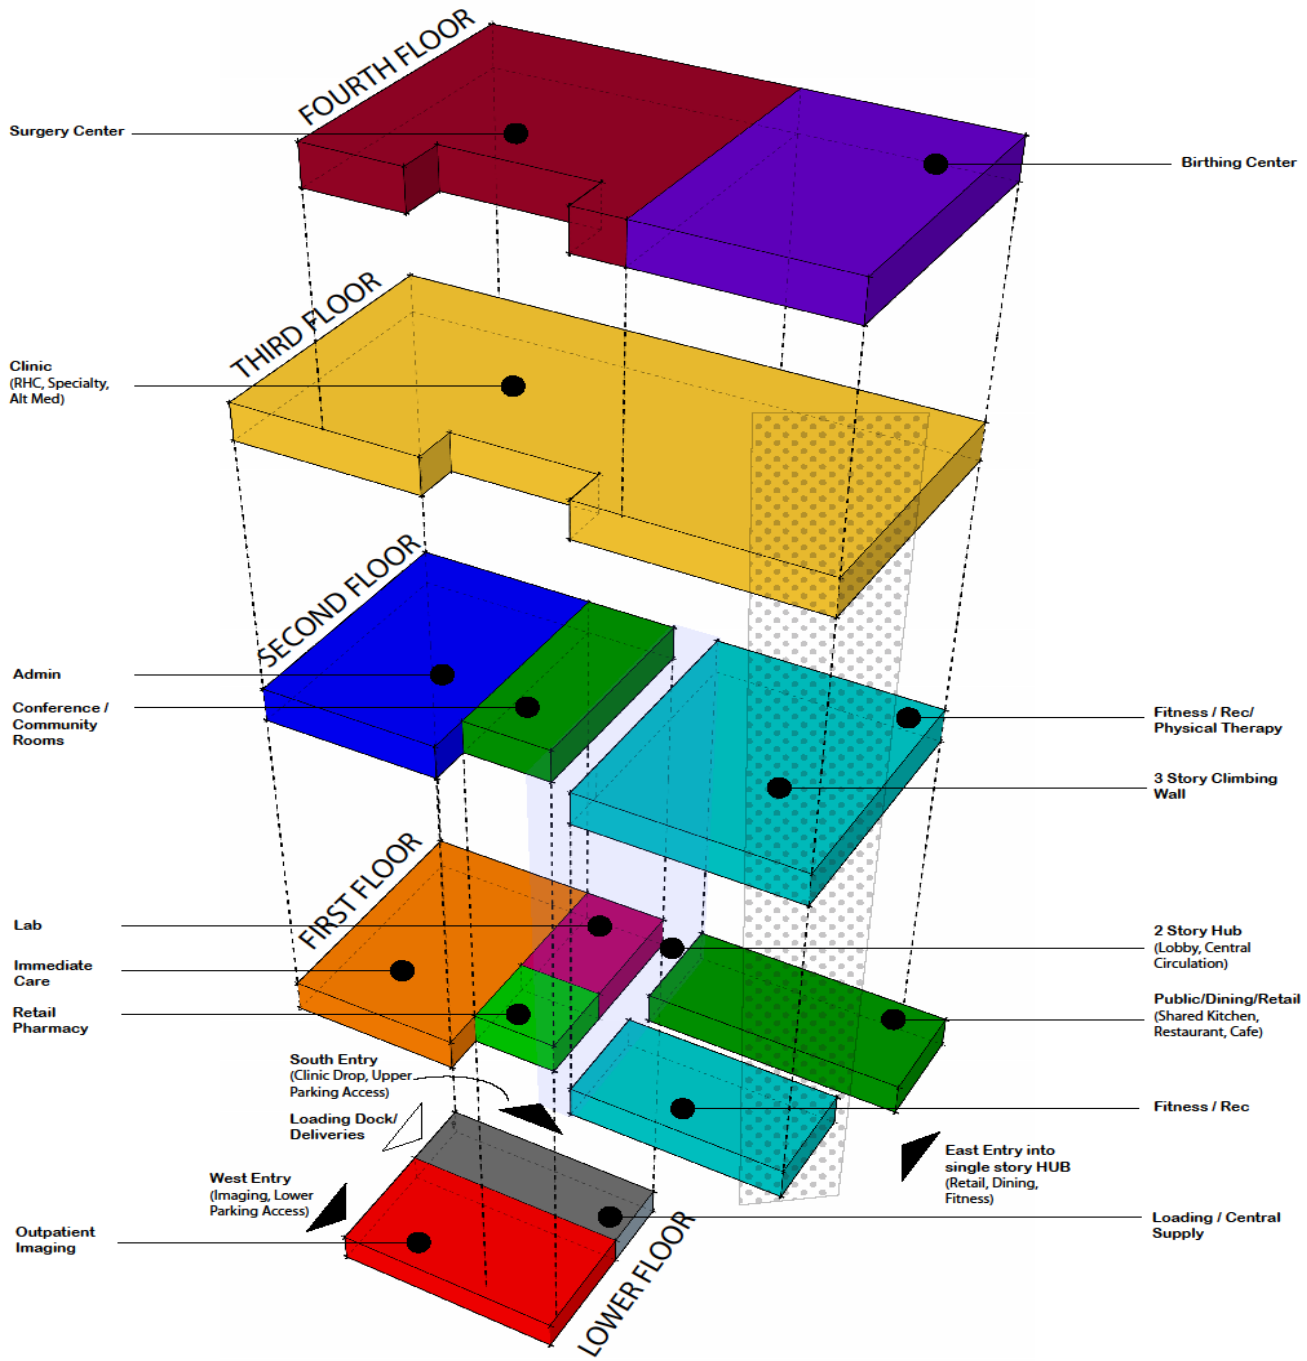 FOURTH FLOOR
Surgery Center
Birthing Center
THIRD FLOOR
Clinic
(RHC, Specialty,
Alt Med)
SECOND FLOOR
Admin
Conference /
Community
Rooms
Fitness / Rec/
Physical Therapy
3 Story Climbing
Wall
FIRST FLOOR
Lab
Immediate
Care
Retail
Pharmacy
2 Story Hub
(Lobby, Central
Circulation)
Public/Dining/Retail
(Shared Kitchen,
Restaurant, Cafe)
South Entry
(Clinic Drop, Upper
Parking Access)
Loading Dock/
Deliveries
Fitness / Rec
East Entry into
single story HUB
(Retail, Dining,
Fitness)
West Entry
(Imaging, Lower
Parking Access)
Outpatient
Imaging
Loading / Central
Supply
LOWER FLOOR